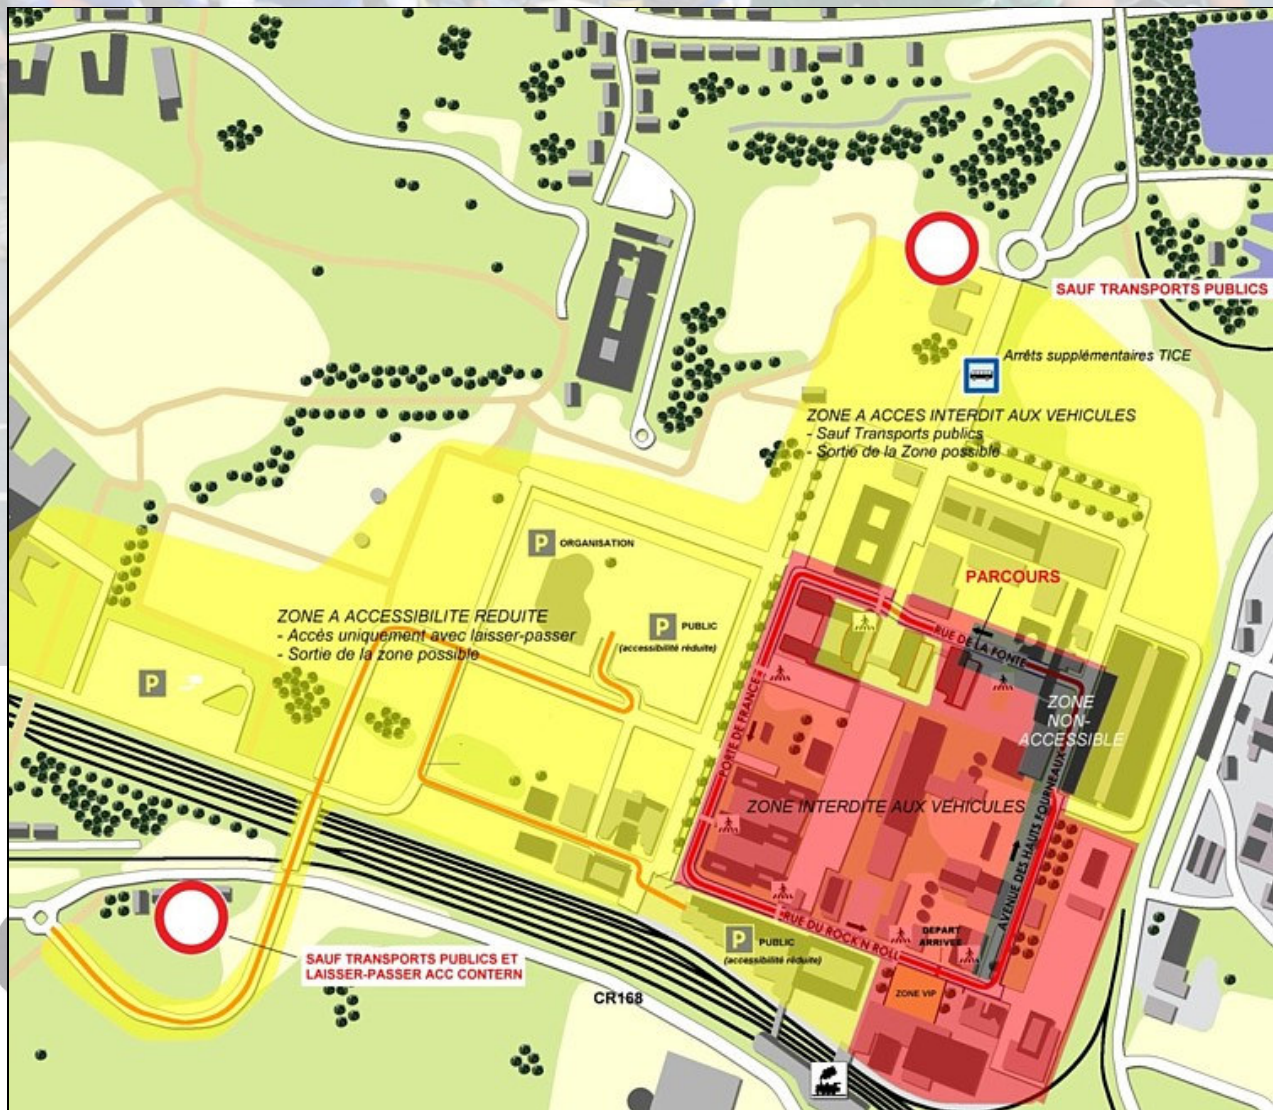 SAUF TRANSPORTS PUBLICS
Arrêts supplémentaires TICE
ZONE A ACCES INTERDIT AUX VEHICULES
- Sauf Transports publics
- Sortie de la Zone possible
P ORGANISATION
PARCOURS
ZONE A ACCESSIBILITE REDUITE
- Accès uniquement avec laisser-passer
- Sortie de la zone possible
P PUBLIC
(accessibilité réduite)
RUE DE LA FONTE
P
PORTE DE FRANCE
ZONE
NON-
ACCESSIBLE
ZONE INTERDITE AUX VEHICULES
AVENUE DES HAUTS FOURNEAUX
RUE DU ROCK N ROLL
DEPART
ARRIVEE
P PUBLIC
(accessibilité réduite)
SAUF TRANSPORTS PUBLICS ET
LAISSER-PASSER ACC CONTERN
ZONE VIP
CR168